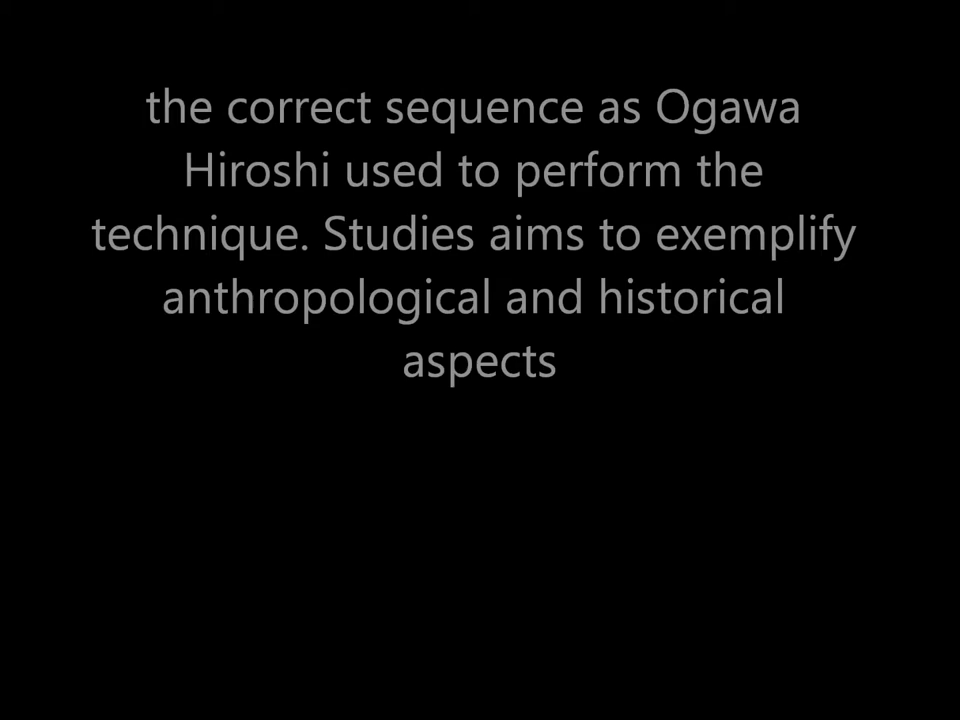 the correct sequence as Ogawa
Hiroshi used to perform the
technique. Studies aims to exemplify
anthropological and historical
aspects